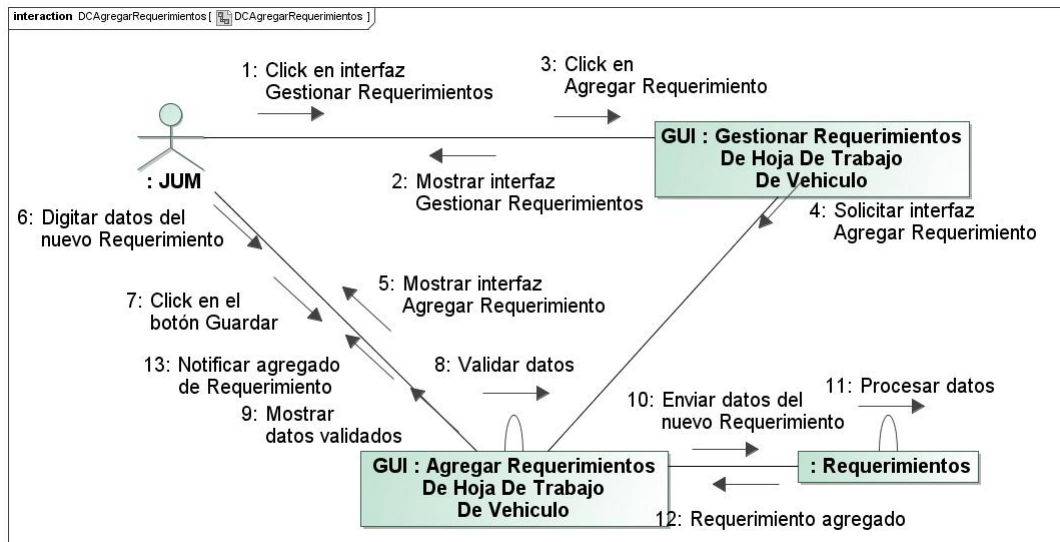 interaction DCAgregarRequerimientos [ DCAgregarRequerimientos ]
1: Click en interfaz
Gestionar Requerimientos
3: Click en
Agregar Requerimiento
GUI : Gestionar Requerimientos
De Hoja De Trabajo
De Vehiculo
: JUM
2: Mostrar interfaz
Gestionar Requerimientos
4: Solicitar interfaz
Agregar Requerimiento
6: Digitar datos del
nuevo Requerimiento
5: Mostrar interfaz
Agregar Requerimiento
7: Click en el
botón Guardar
13: Notificar agregado
de Requerimiento
8: Validar datos
9: Mostrar
datos validados
10: Enviar datos del
nuevo Requerimiento
11: Procesar datos
GUI : Agregar Requerimientos
De Hoja De Trabajo
De Vehiculo
: Requerimientos
12: Requerimiento agregado